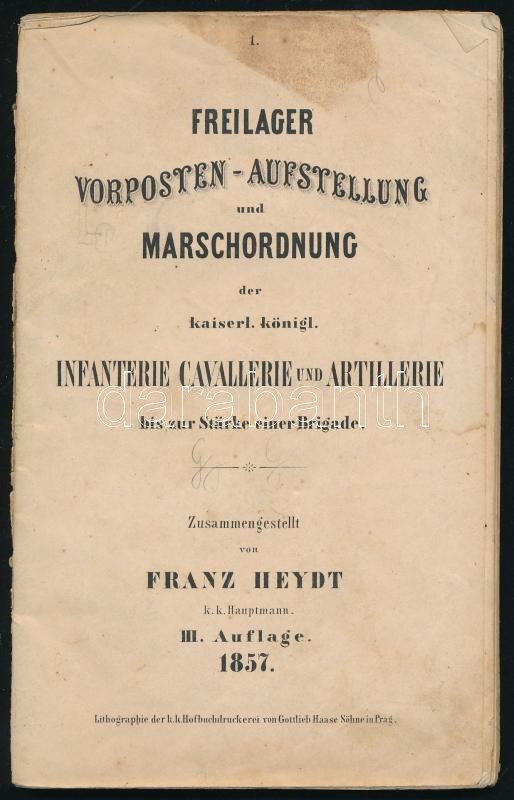 1.
FREILAGER
VORPOSTEN-AUFSTELLUNG
und
MARSCHORDNUNG
der
kaiserl. königl.
INFANTERIE CAVALLERIE UND ARTILLERIE
darabanth
bis zur Stärke einer Brigade.
Zusammengestellt
von
FRANZ HEYDT
k.k. Hauptmann.
III. Auflage.
1857.
Lithographie der k.k. Hofbuchdruckerei von Gottlieb Haase Söhne in Prag.